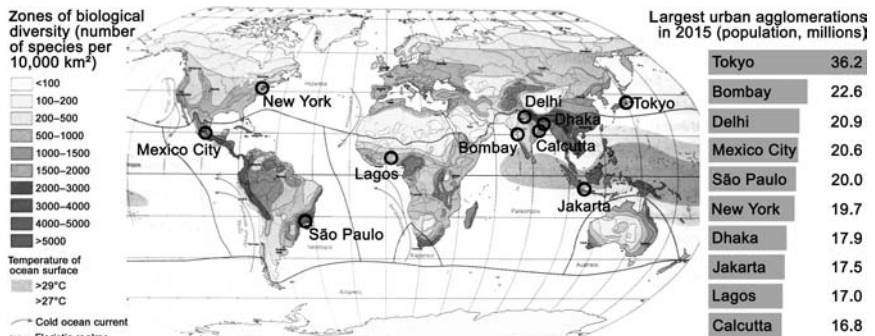 Zones of biological
diversity (number
of species per
10,000 km²)
<100
100–200
200–500
500–1000
1000–1500
1500–2000
2000–3000
3000–4000
4000–5000
>5000
Temperature of
ocean surface
>29°C
>27°C
Cold ocean current
New York
Mexico City
São Paulo
Lagos
Delhi
Dhaka
Bombay
Calcutta
Tokyo
Jakarta
Australis
Largest urban agglomerations
in 2015 (population, millions)
Tokyo 36.2
Bombay 22.6
Delhi 20.9
Mexico City 20.6
São Paulo 20.0
New York 19.7
Dhaka 17.9
Jakarta 17.5
Lagos 17.0
Calcutta 16.8